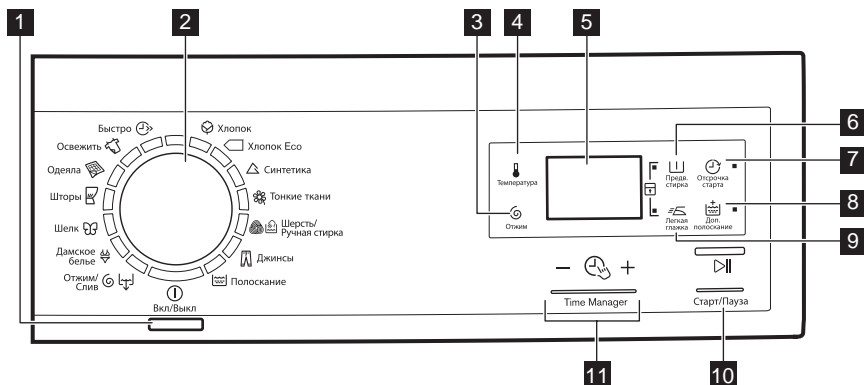 1
2
3
4
5
6
7
8
9
10
11
Быстро
Освежить
Одеяла
Шторы
Шелк
Дамское
белье
Отжим/
Слив
Хлопок
Хлопок Eco
Синтетика
Тонкие ткани
Шерсть/
Ручная стирка
Джинсы
Полоскание
Вкл/Выкл
Температура
Отжим
Предв.
стирка
Отсрочка
старта
Легкая
глажка
Доп.
полоскание
Time Manager
Старт/Пауза